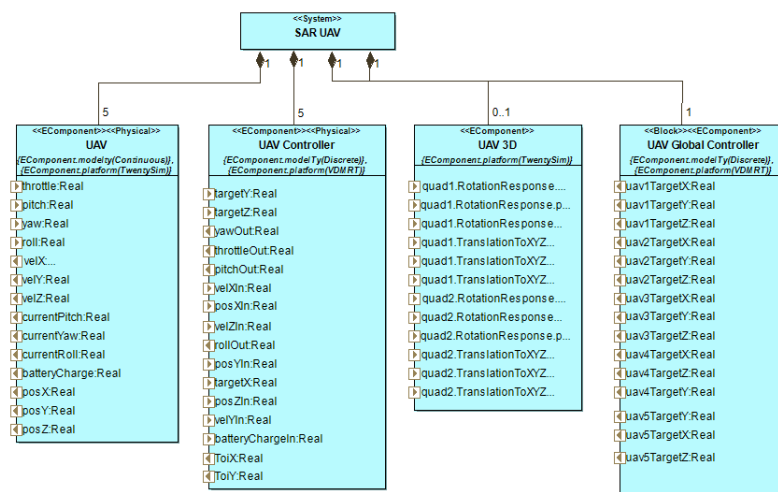 <<System>>
SAR UAV
1
1
1
1
5
5
0..1
1
<<EComponent>><<Physical>>
UAV
{EComponent.modelty(Continuous)},
{EComponent.platform(TwentySim)}
throttle:Real
pitch:Real
yaw:Real
roll:Real
velX:...
velY:Real
velZ:Real
currentPitch:Real
currentYaw:Real
currentRoll:Real
batteryCharge:Real
posX:Real
posY:Real
posZ:Real
<<EComponent>><<Physical>>
UAV Controller
{EComponent.modelTy(Discrete)},
{EComponent.platform(VDMRT)}
targetY:Real
targetZ:Real
yawOut:Real
throttleOut:Real
pitchOut:Real
velXIn:Real
posXIn:Real
velZIn:Real
rollOut:Real
posYIn:Real
targetX:Real
posZIn:Real
velYIn:Real
batteryChargeIn:Real
ToiX:Real
ToiY:Real
<<EComponent>>
UAV 3D
{EComponent.platform(TwentySim)}
quad1.RotationResponse....
quad1.RotationResponse.p...
quad1.RotationResponse....
quad1.TranslationToXYZ...
quad1.TranslationToXYZ...
quad1.TranslationToXYZ...
quad2.RotationResponse....
quad2.RotationResponse....
quad2.RotationResponse.p...
quad2.TranslationToXYZ...
quad2.TranslationToXYZ...
quad2.TranslationToXYZ...
<<Block>><<EComponent>>
UAV Global Controller
{EComponent.modelTy(Discrete)},
{EComponent.platform(VDMRT)}
uav1TargetX:Real
uav1TargetY:Real
uav1TargetZ:Real
uav2TargetX:Real
uav2TargetY:Real
uav2TargetZ:Real
uav3TargetX:Real
uav3TargetY:Real
uav3TargetZ:Real
uav4TargetX:Real
uav4TargetZ:Real
uav4TargetY:Real
uav5TargetY:Real
uav5TargetX:Real
uav5TargetZ:Real